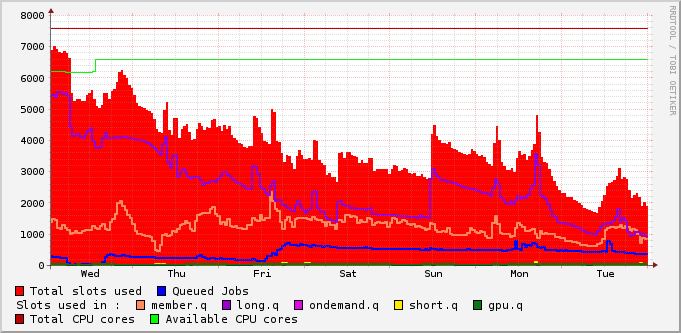 RRDTOOL / TOBI OETIKER
8000
7000
6000
5000
4000
3000
2000
1000
0
Wed Thu Fri Sat Sun Mon Tue
Total slots used Queued Jobs
Slots used in : member.q long.q ondemand.q short.q gpu.q
Total CPU cores Available CPU cores